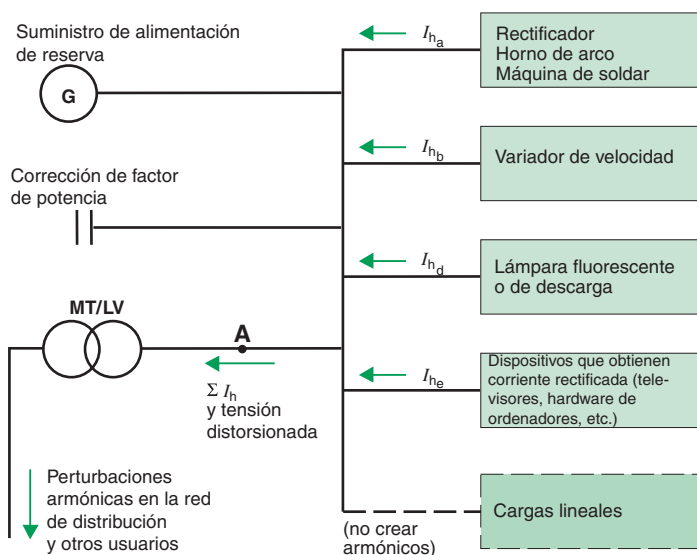 Suministro de alimentación
de reserva
G
Corrección de factor
de potencia
MT/LV
A
Σ Ih
y tensión
distorsionada
Perturbaciones
armónicas en la red
de distribución
y otros usuarios
Iha
Rectificador
Horno de arco
Máquina de soldar
Ihb
Variador de velocidad
Ihd
Lámpara fluorescente
o de descarga
Ihe
Dispositivos que obtienen
corriente rectificada (tele-
visores, hardware de
ordenadores, etc.)
(no crear
armónicos)
Cargas lineales